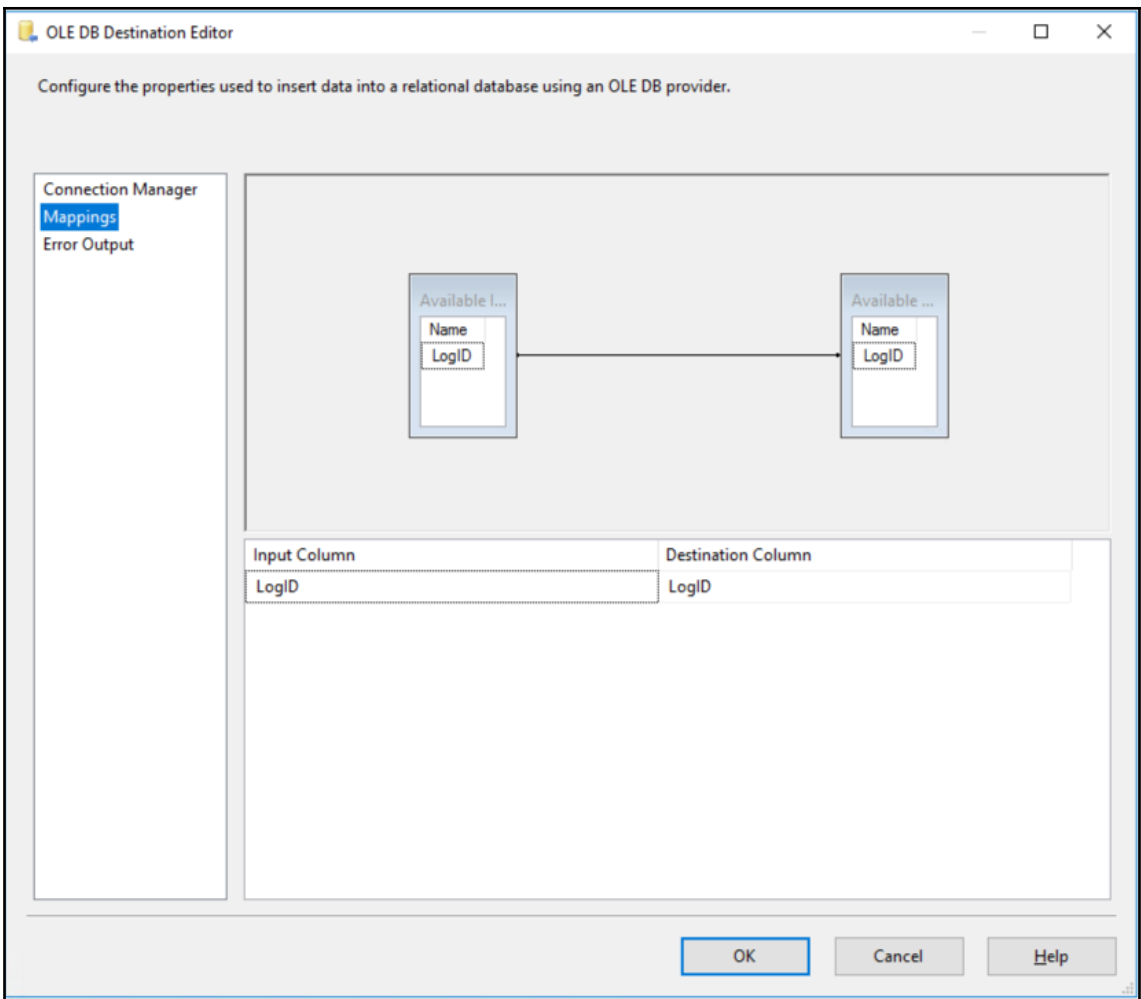 OLE DB Destination Editor
Configure the properties used to insert data into a relational database using an OLE DB provider.
Connection Manager
Mappings
Error Output
Available I...
Name
LogID
Available ...
Name
LogID
Input Column Destination Column
LogID LogID
OK Cancel Help